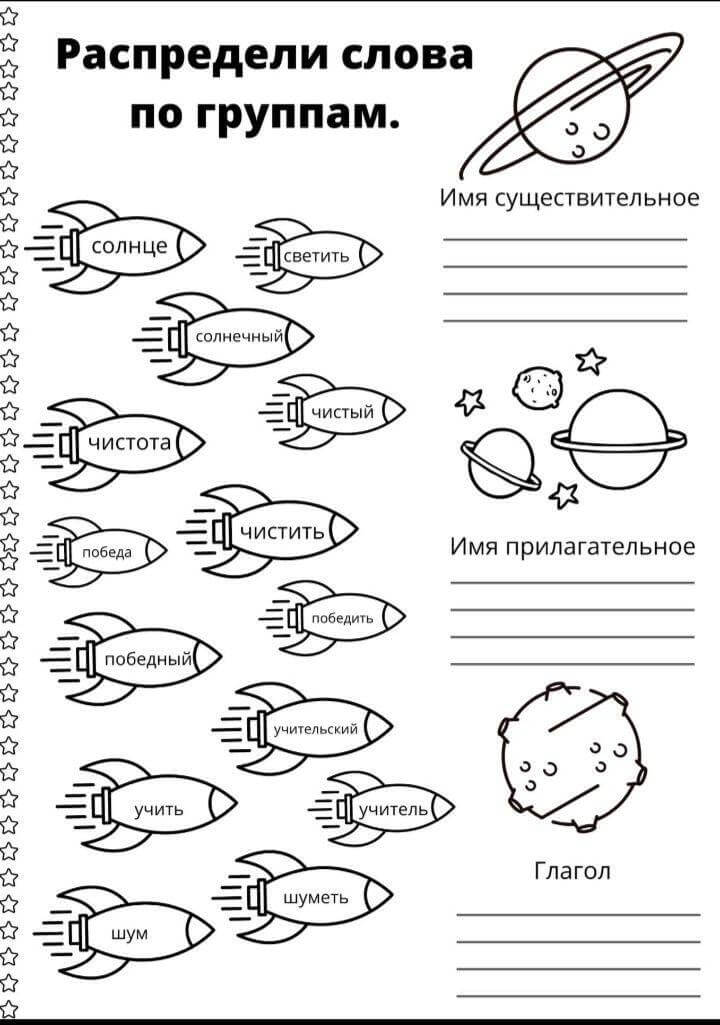 Распредели слова
по группам.
Имя существительное
солнце
светить
солнечный
чистый
чистота
чистить
Имя прилагательное
победа
победить
победный
учительский
учить
учитель
Глагол
шуметь
шум